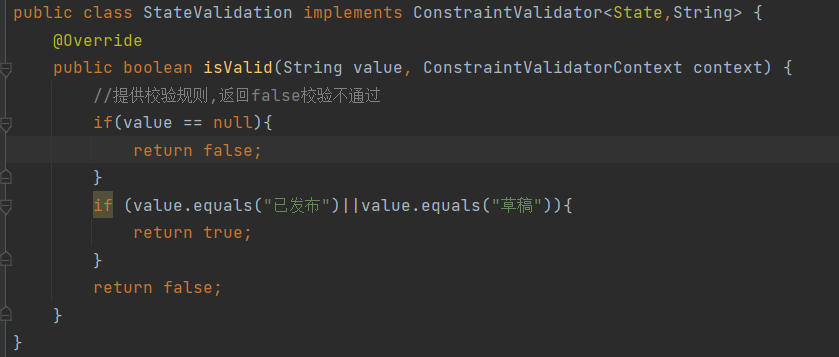 public class StateValidation implements ConstraintValidator<State,String> {
    @Override
    public boolean isValid(String value, ConstraintValidatorContext context) {
        //提供校验规则,返回false校验不通过
        if(value == null){
            return false;
        }
        if (value.equals("已发布")||value.equals("草稿")){
            return true;
        }
        return false;
    }
}